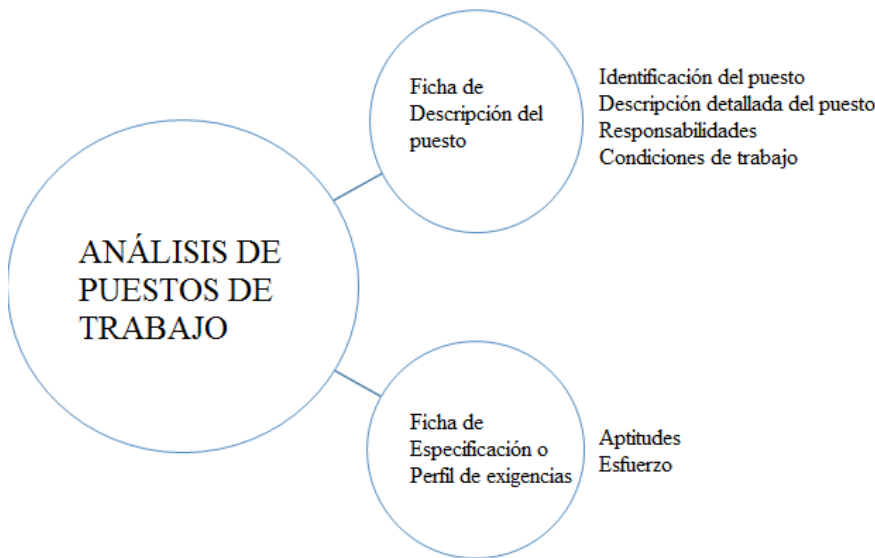 ANÁLISIS DE
PUESTOS DE
TRABAJO
Ficha de
Descripción del
puesto
Identificación del puesto
Descripción detallada del puesto
Responsabilidades
Condiciones de trabajo
Ficha de
Especificación o
Perfil de exigencias
Aptitudes
Esfuerzo